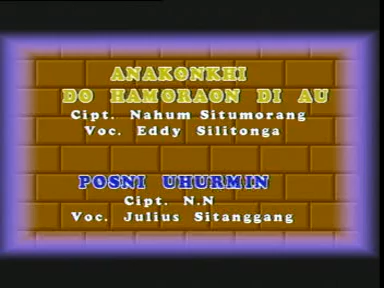 ANAKONKHI
DO HAMORAON DI AU
Cipt. Nahum Situmorang
Voc. Eddy Silitonga
POSNI UHURMIN
Cipt. N.N
Voc. Julius Sitanggang